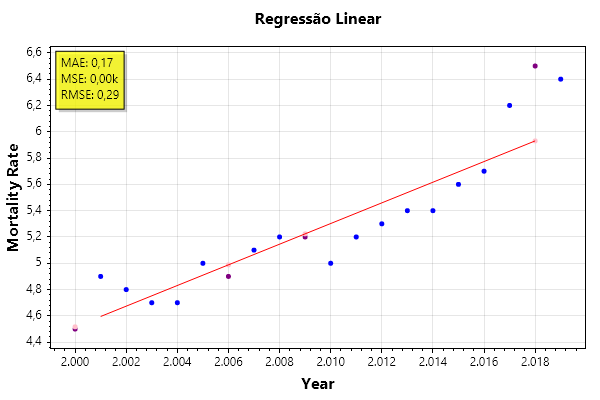 Regressão Linear
MAE: 0,17
MSE: 0,00k
RMSE: 0,29
6,6
6,4
6,2
6
5,8
5,6
5,4
5,2
5
4,8
4,6
4,4
Mortality Rate
2.000 2.002 2.004 2.006 2.008 2.010 2.012 2.014 2.016 2.018
Year